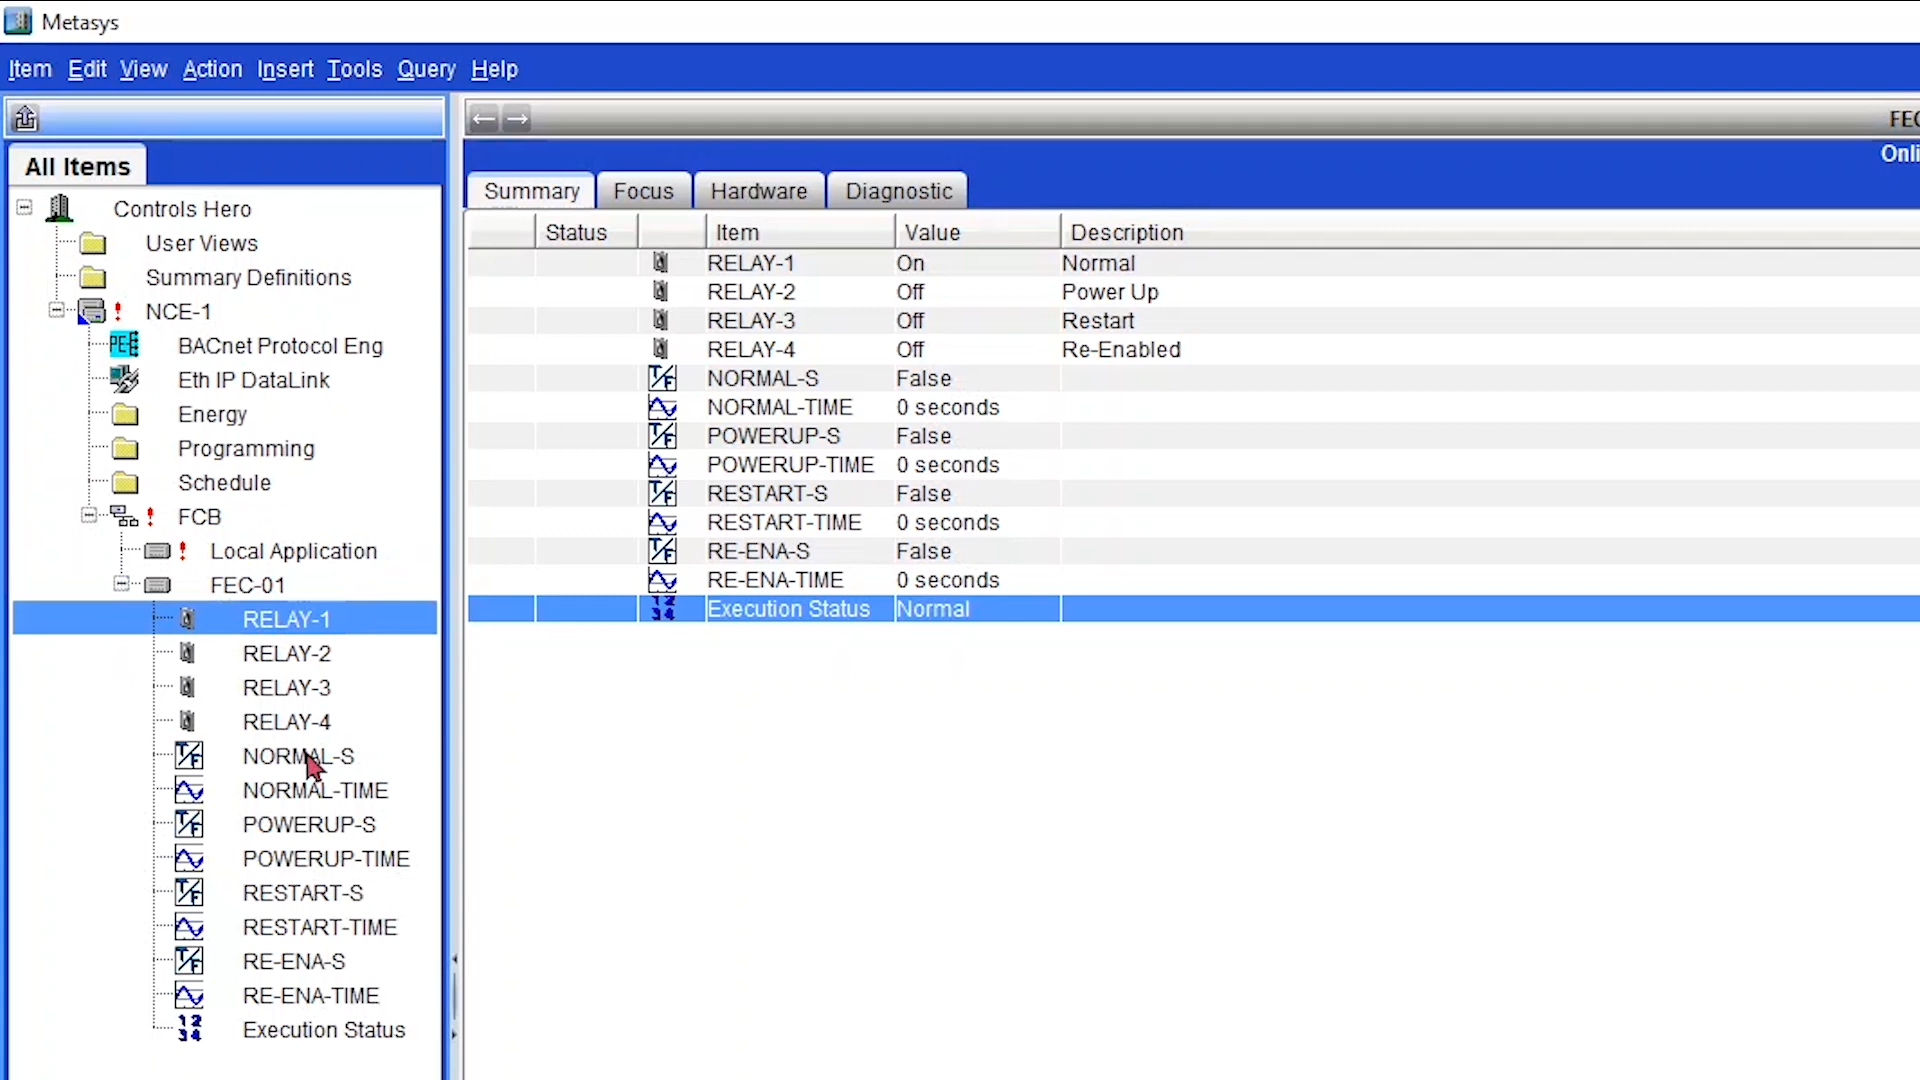 Metasys
Item Edit View Action Insert Tools Query Help
FEC
Onli
All Items
Controls Hero
User Views
Summary Definitions
NCE-1
BACnet Protocol Eng
Eth IP DataLink
Energy
Programming
Schedule
FCB
Local Application
FEC-01
RELAY-1
RELAY-2
RELAY-3
RELAY-4
NORMAL-S
NORMAL-TIME
POWERUP-S
POWERUP-TIME
RESTART-S
RESTART-TIME
RE-ENA-S
RE-ENA-TIME
Execution Status
Summary Focus Hardware Diagnostic
Status Item Value Description
RELAY-1 On Normal
RELAY-2 Off Power Up
RELAY-3 Off Restart
RELAY-4 Off Re-Enabled
NORMAL-S False
NORMAL-TIME 0 seconds
POWERUP-S False
POWERUP-TIME 0 seconds
RESTART-S False
RESTART-TIME 0 seconds
RE-ENA-S False
RE-ENA-TIME 0 seconds
Execution Status Normal